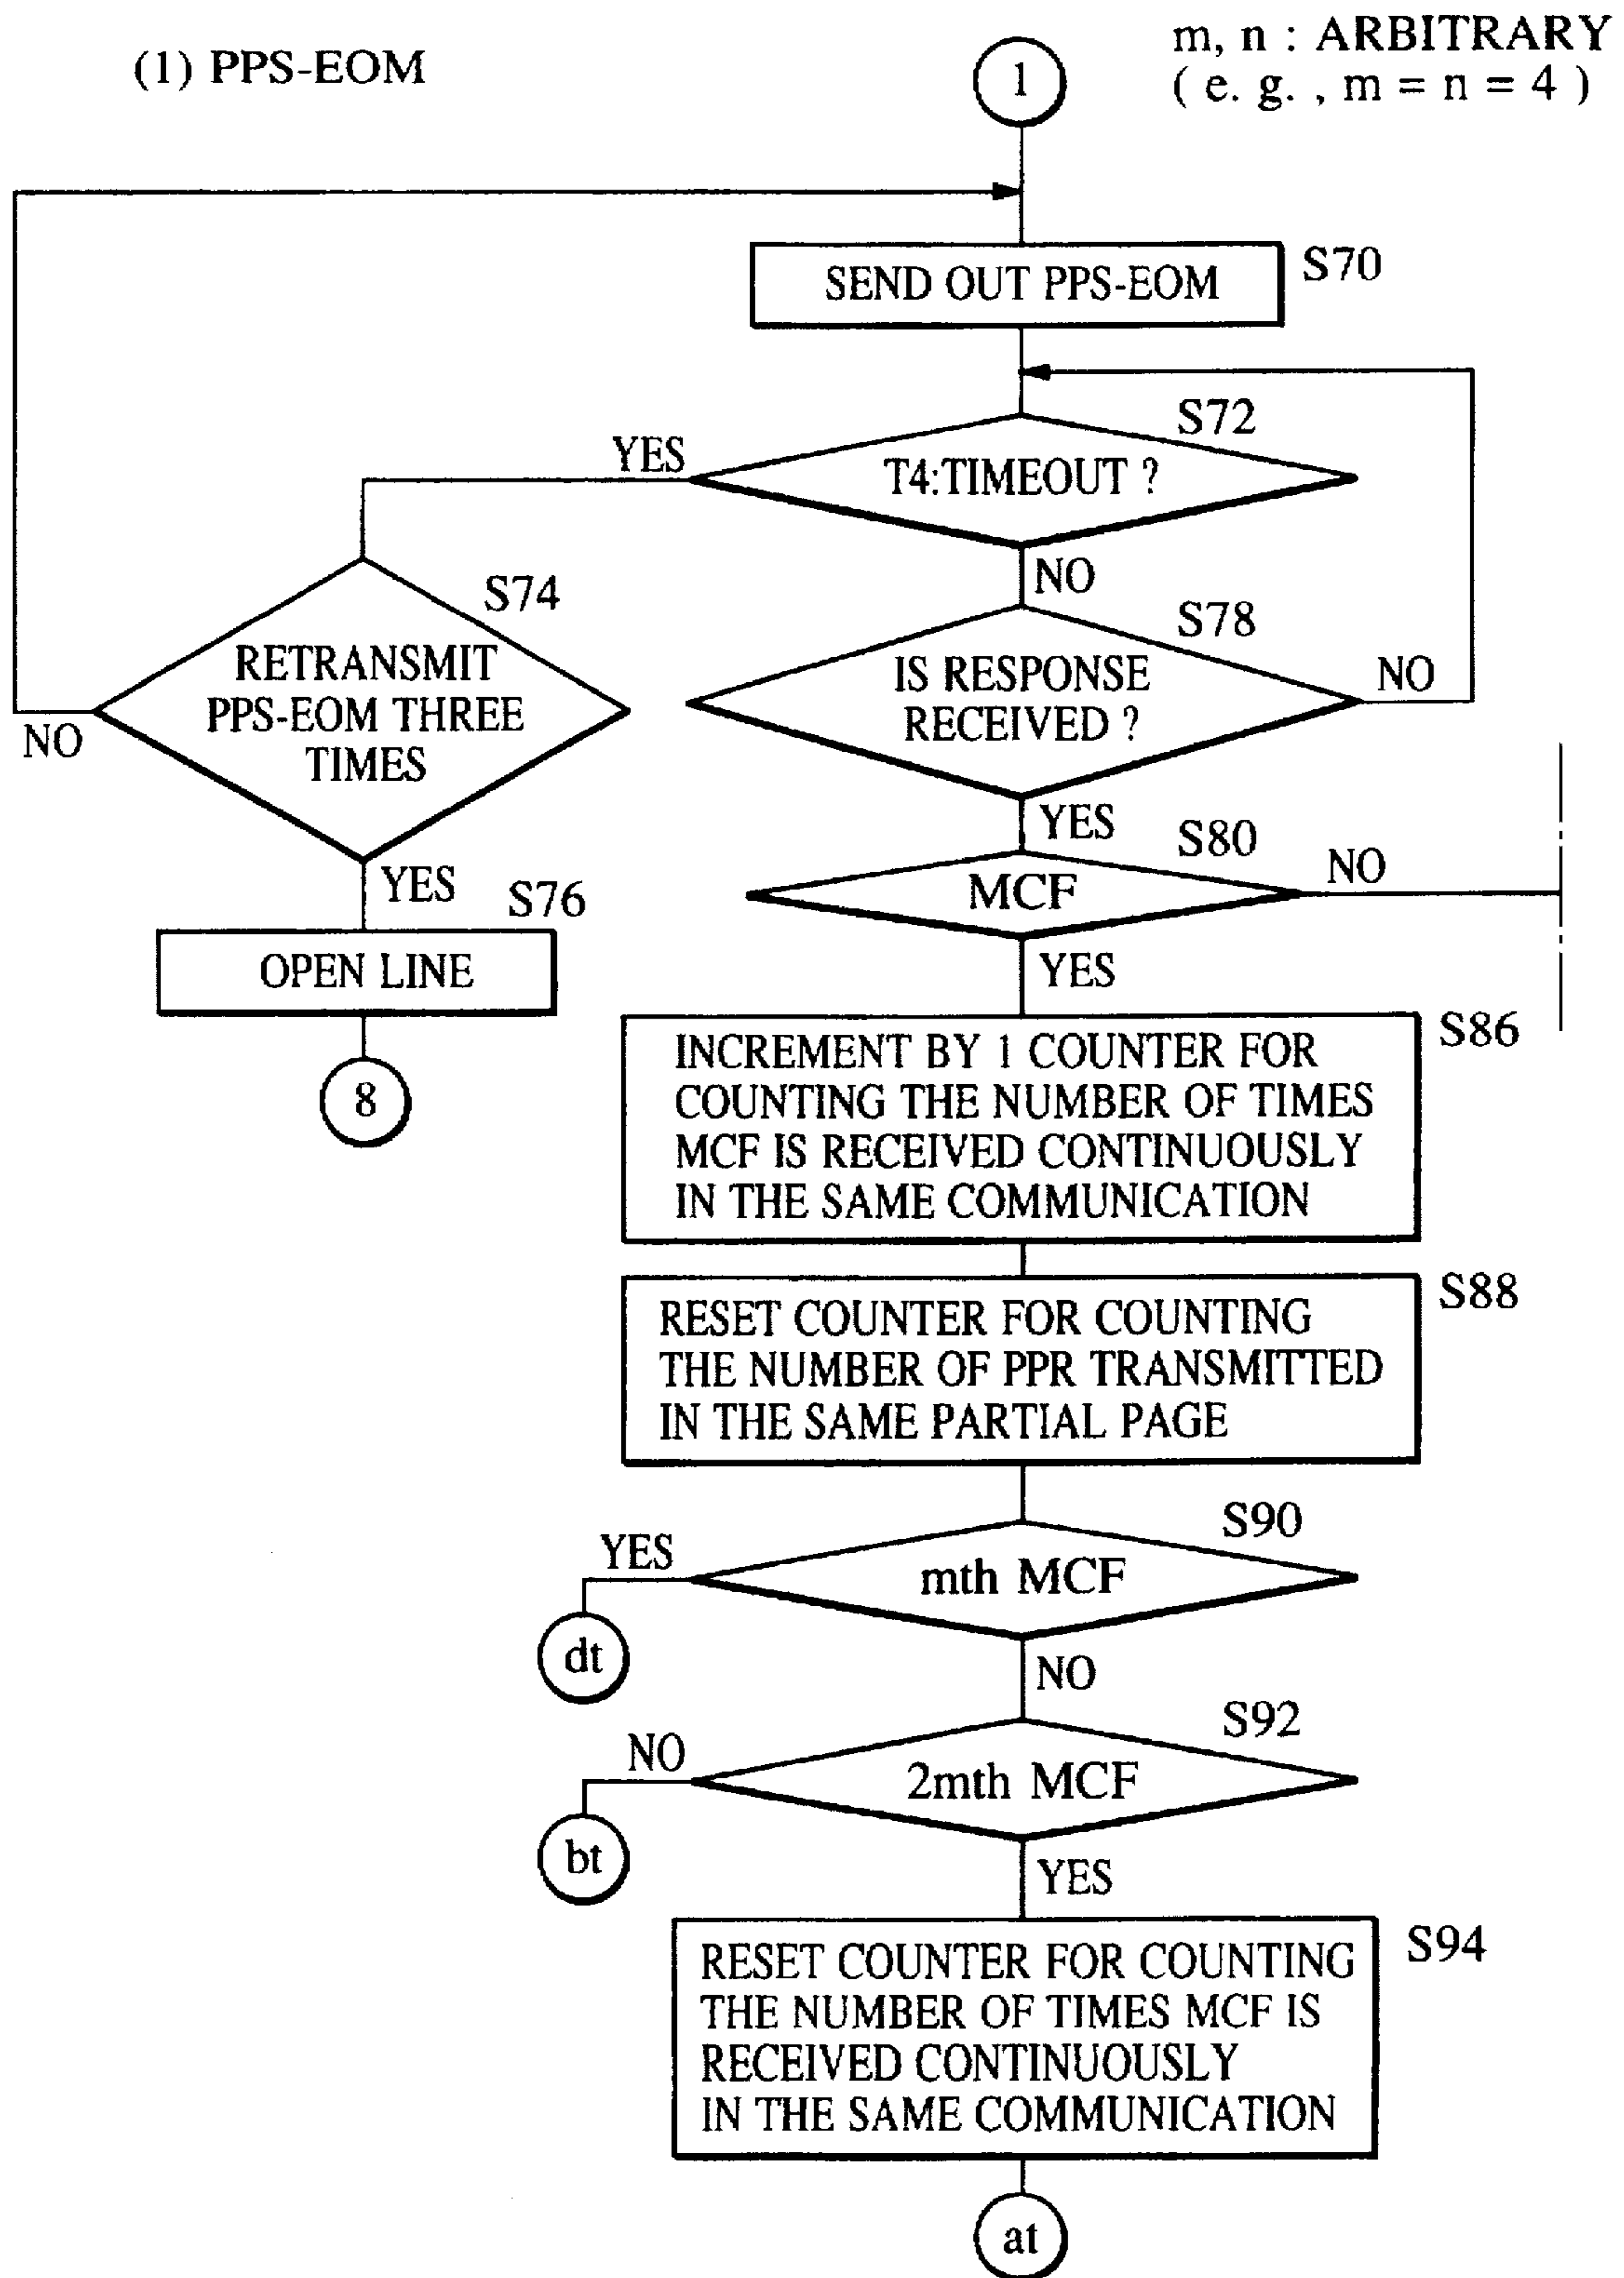 (1) PPS-EOM
m, n : ARBITRARY
( e. g. , m = n = 4 )
1
SEND OUT PPS-EOM
S70
S72
YES
T4:TIMEOUT ?
NO
S74
RETRANSMIT
PPS-EOM THREE
TIMES
NO
S78
IS RESPONSE
RECEIVED ?
NO
YES
S80
MCF
NO
YES
YES
S76
OPEN LINE
8
S86
INCREMENT BY 1 COUNTER FOR
COUNTING THE NUMBER OF TIMES
MCF IS RECEIVED CONTINUOUSLY
IN THE SAME COMMUNICATION
S88
RESET COUNTER FOR COUNTING
THE NUMBER OF PPR TRANSMITTED
IN THE SAME PARTIAL PAGE
S90
YES
mth MCF
dt
NO
S92
NO
2mth MCF
bt
YES
S94
RESET COUNTER FOR COUNTING
THE NUMBER OF TIMES MCF IS
RECEIVED CONTINUOUSLY
IN THE SAME COMMUNICATION
at